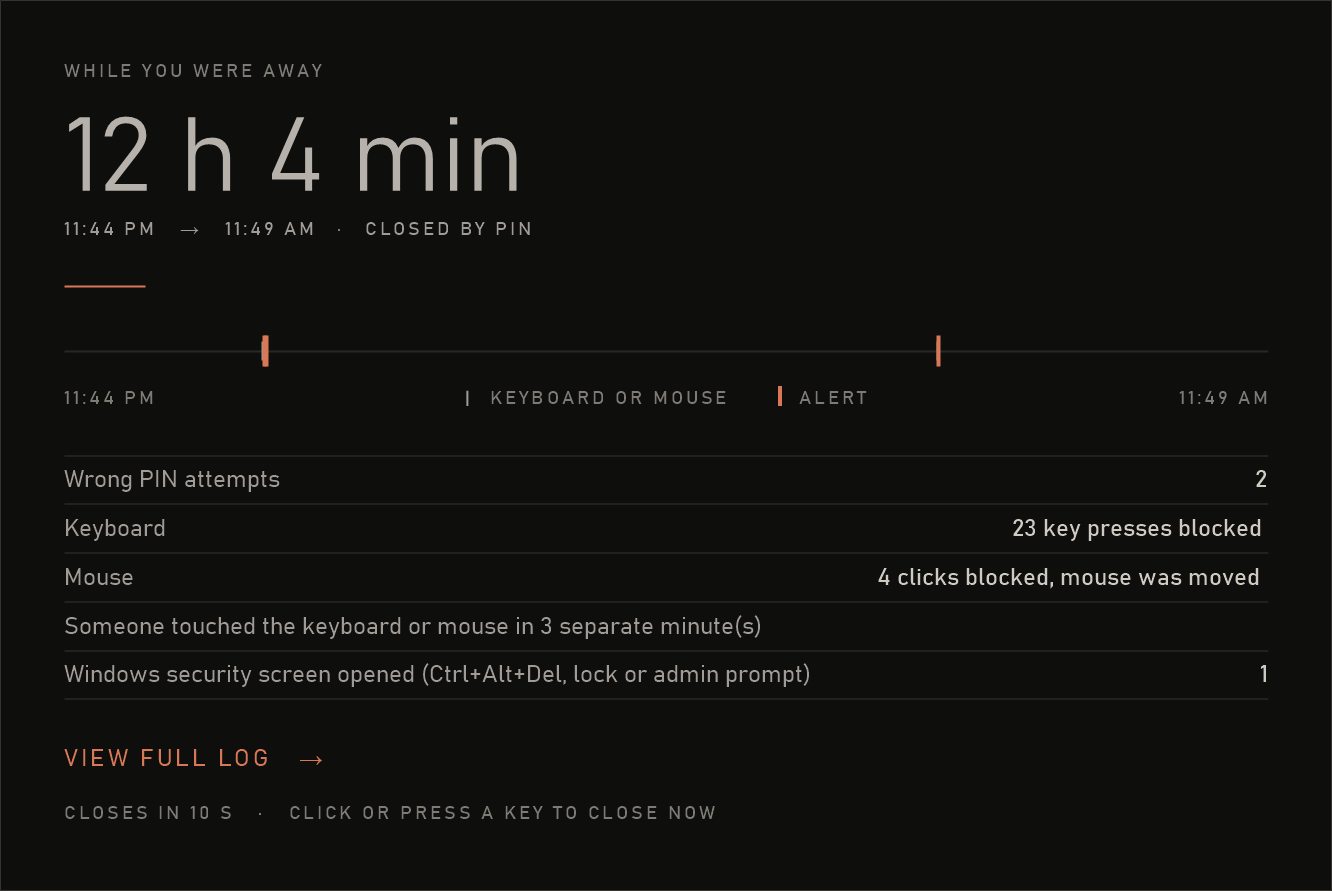 WHILE YOU WERE AWAY
12 h 4 min
11:44 PM → 11:49 AM · CLOSED BY PIN
11:44 PM | KEYBOARD OR MOUSE | ALERT 11:49 AM
Wrong PIN attempts 2
Keyboard 23 key presses blocked
Mouse 4 clicks blocked, mouse was moved
Someone touched the keyboard or mouse in 3 separate minute(s)
Windows security screen opened (Ctrl+Alt+Del, lock or admin prompt) 1
VIEW FULL LOG →
CLOSES IN 10 S · CLICK OR PRESS A KEY TO CLOSE NOW